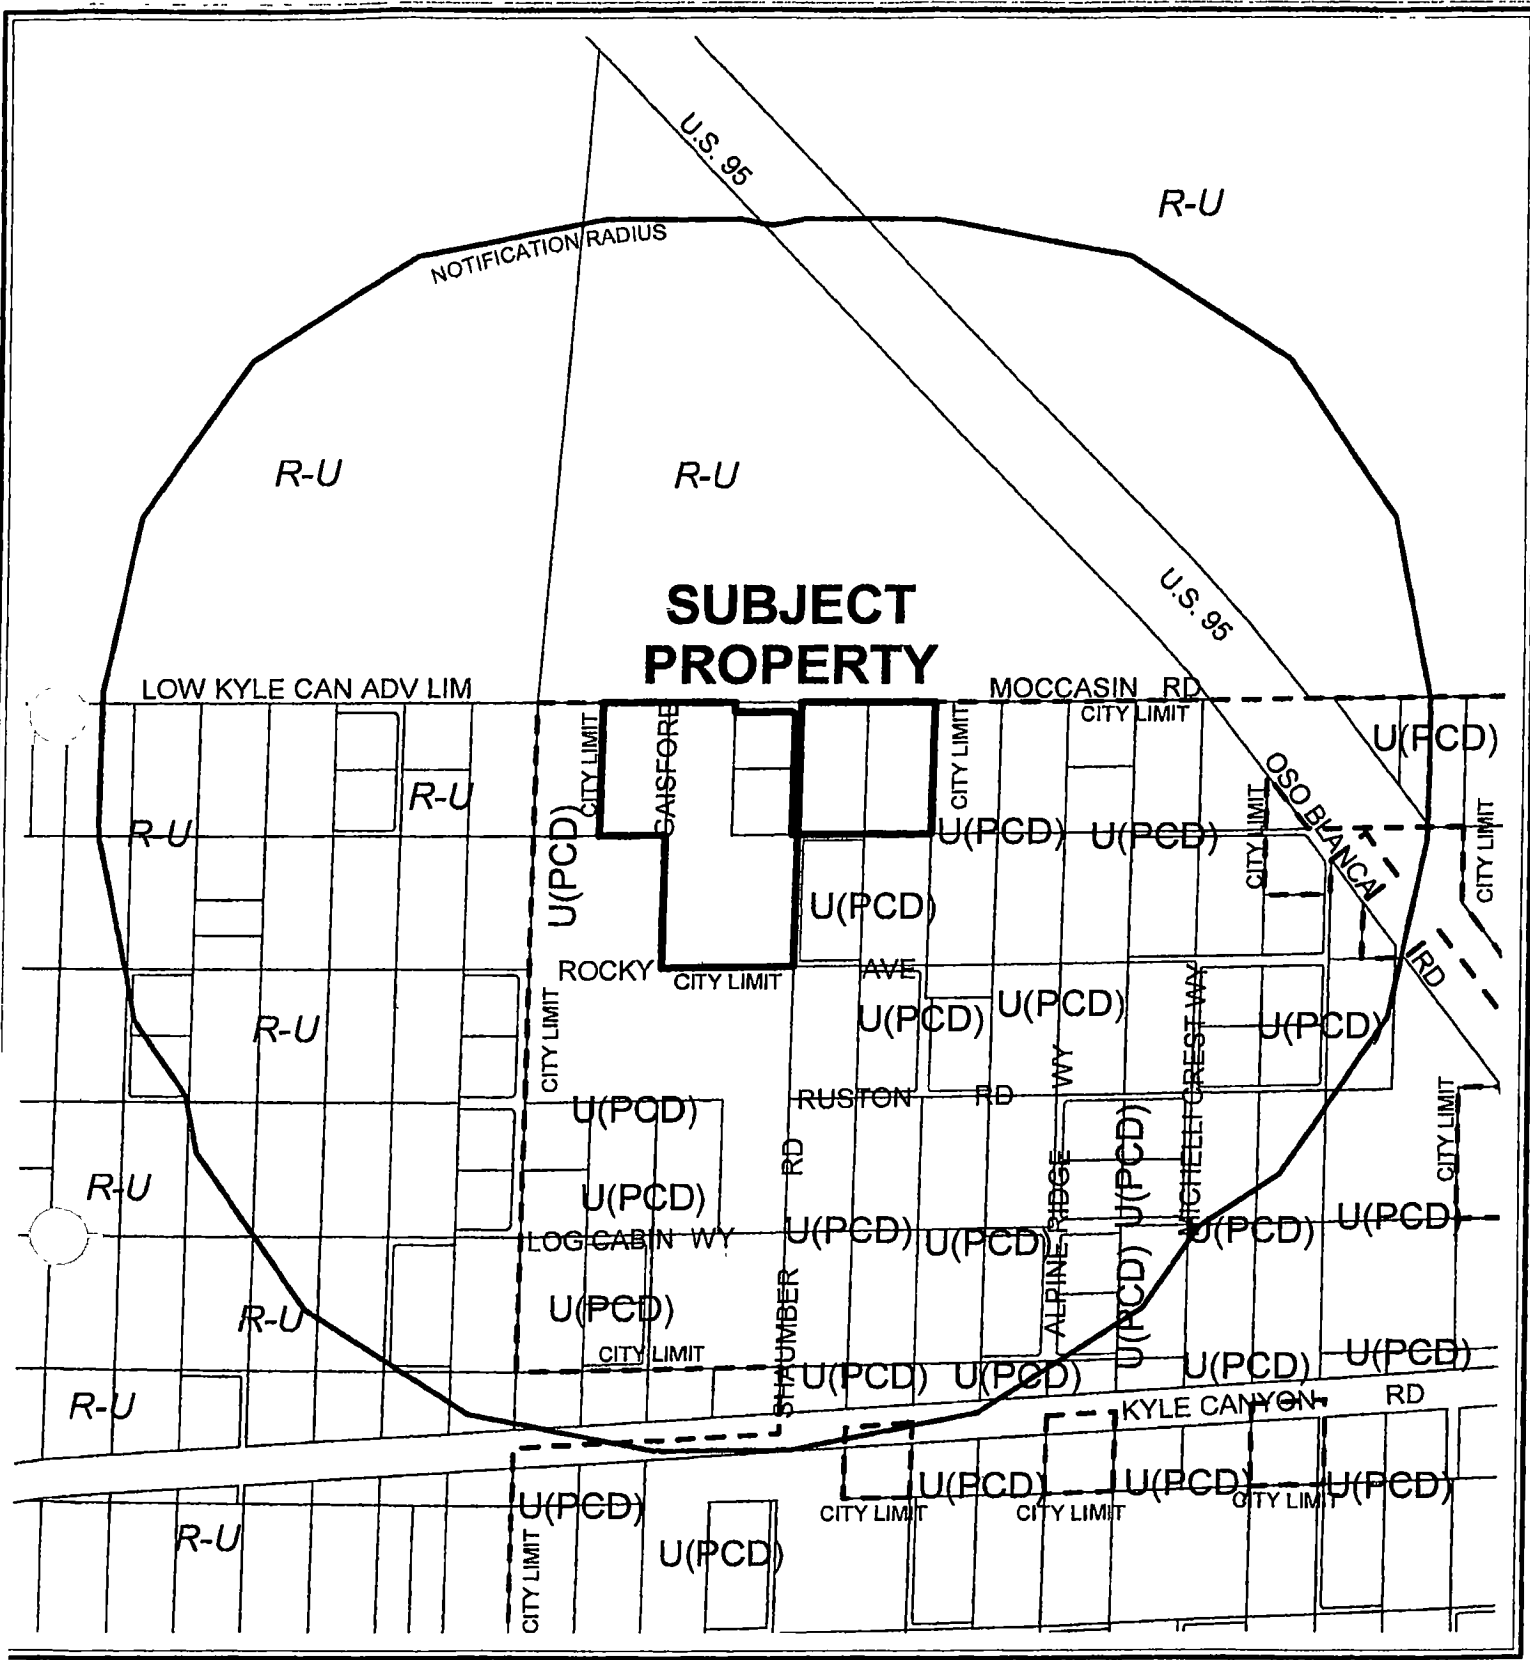 U.S. 95
R-U
NOTIFICATION RADIUS
R-U
R-U
U.S. 95
SUBJECT
PROPERTY
LOW KYLE CAN ADV LIM
MOCCASIN RD
CITY LIMIT
CITY LIMIT
CITY LIMIT
U(PCD)
OSO BLANCA
RD
R-U
R-U
U(PCD)
U(PCD)
U(PCD)
CITY LIMIT
CITY LIMIT
U(PCD)
ROCKY
CITY LIMIT
AVE
CITY LIMIT
R-U
U(PCD)
U(PCD)
U(PCD)
WY
U(PCD)
RUSTON RD
CITY LIMIT
U(PCD)
RD
U(PCD)
R-U
U(PCD)
LOG CABIN WY
U(PCD)
U(PCD)
ALPINE RIDGE
U(PCD)
U(PCD)
R-U
U(PCD)
SHAUMBER
U(PCD)
CITY LIMIT
U(PCD)
U(PCD)
U(PCD)
U(PCD)
R-U
KYLE CANYON RD
U(PCD)
U(PCD)
U(PCD)
U(PCD)
CITY LIMIT
CITY LIMIT
CITY LIMIT
R-U
U(PCD)
CITY LIMIT